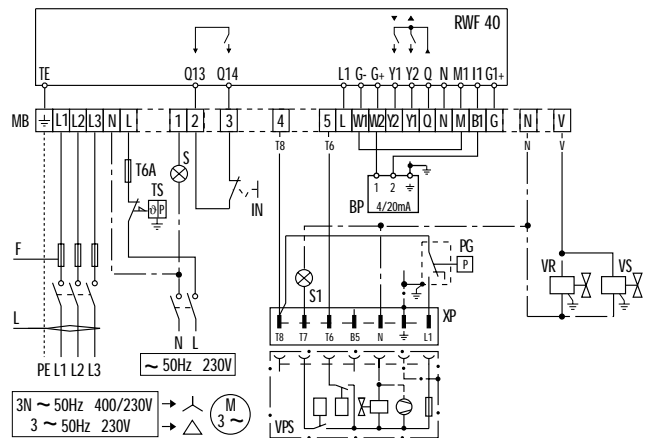 RWF 40
TE Q13 Q14 L1 G- G+ Y1 Y2 Q N M1 I1 G1+
MB ⏚ L1 L2 L3 N L 1 2 3 4 5 L W1 W2 Y2 Y1 Q N M B1 G N V
T8 T6 N V
T6A S
TS
ϑ P
IN
1 2 ⏚
BP 4/20mA
F
PG
P
VR VS
S1
XP
L
T8 T7 T6 B5 N ⏚ L1
N L
PE L1 L2 L3
~ 50Hz 230V
3N ~ 50Hz 400/230V
3 ~ 50Hz 230V
M
3 ~
VPS